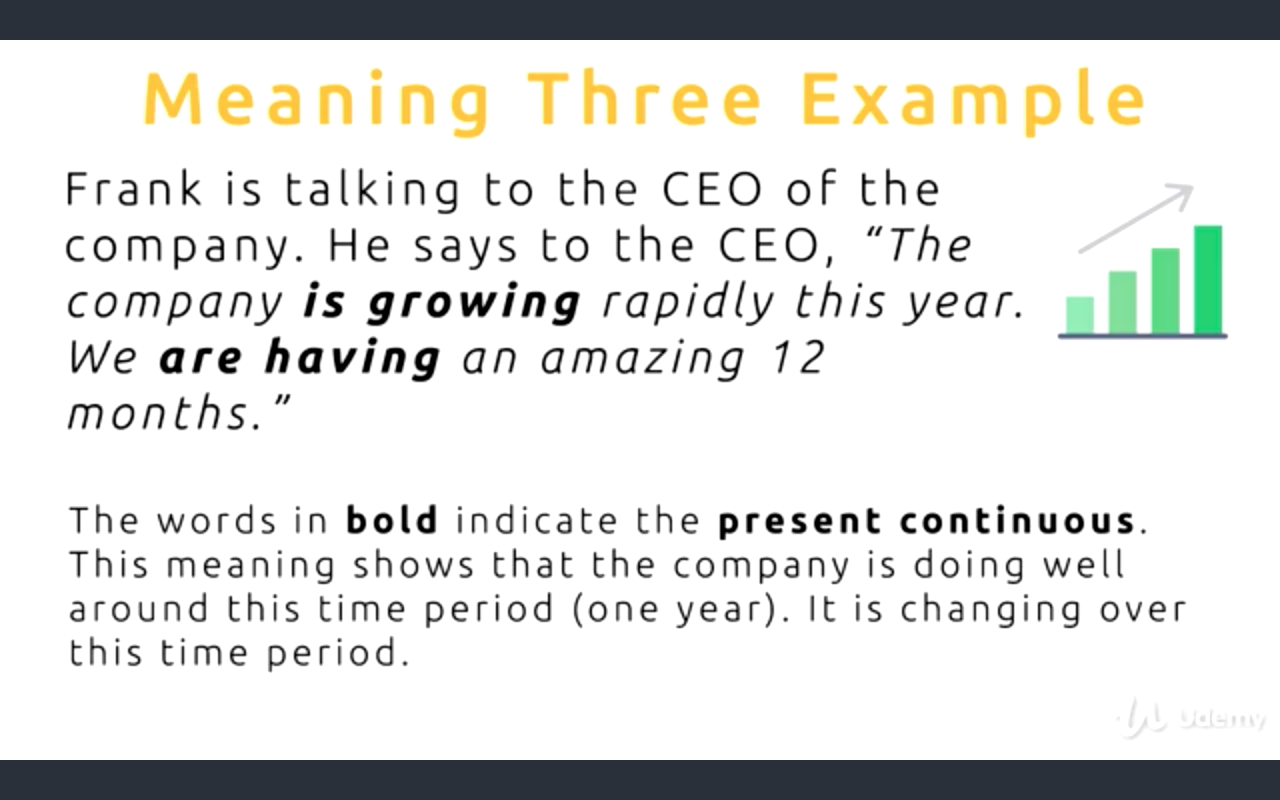 Meaning Three Example
Frank is talking to the CEO of the
company. He says to the CEO, “The
company is growing rapidly this year.
We are having an amazing 12
months.”
The words in bold indicate the present continuous.
This meaning shows that the company is doing well
around this time period (one year). It is changing over
this time period.
Udemy